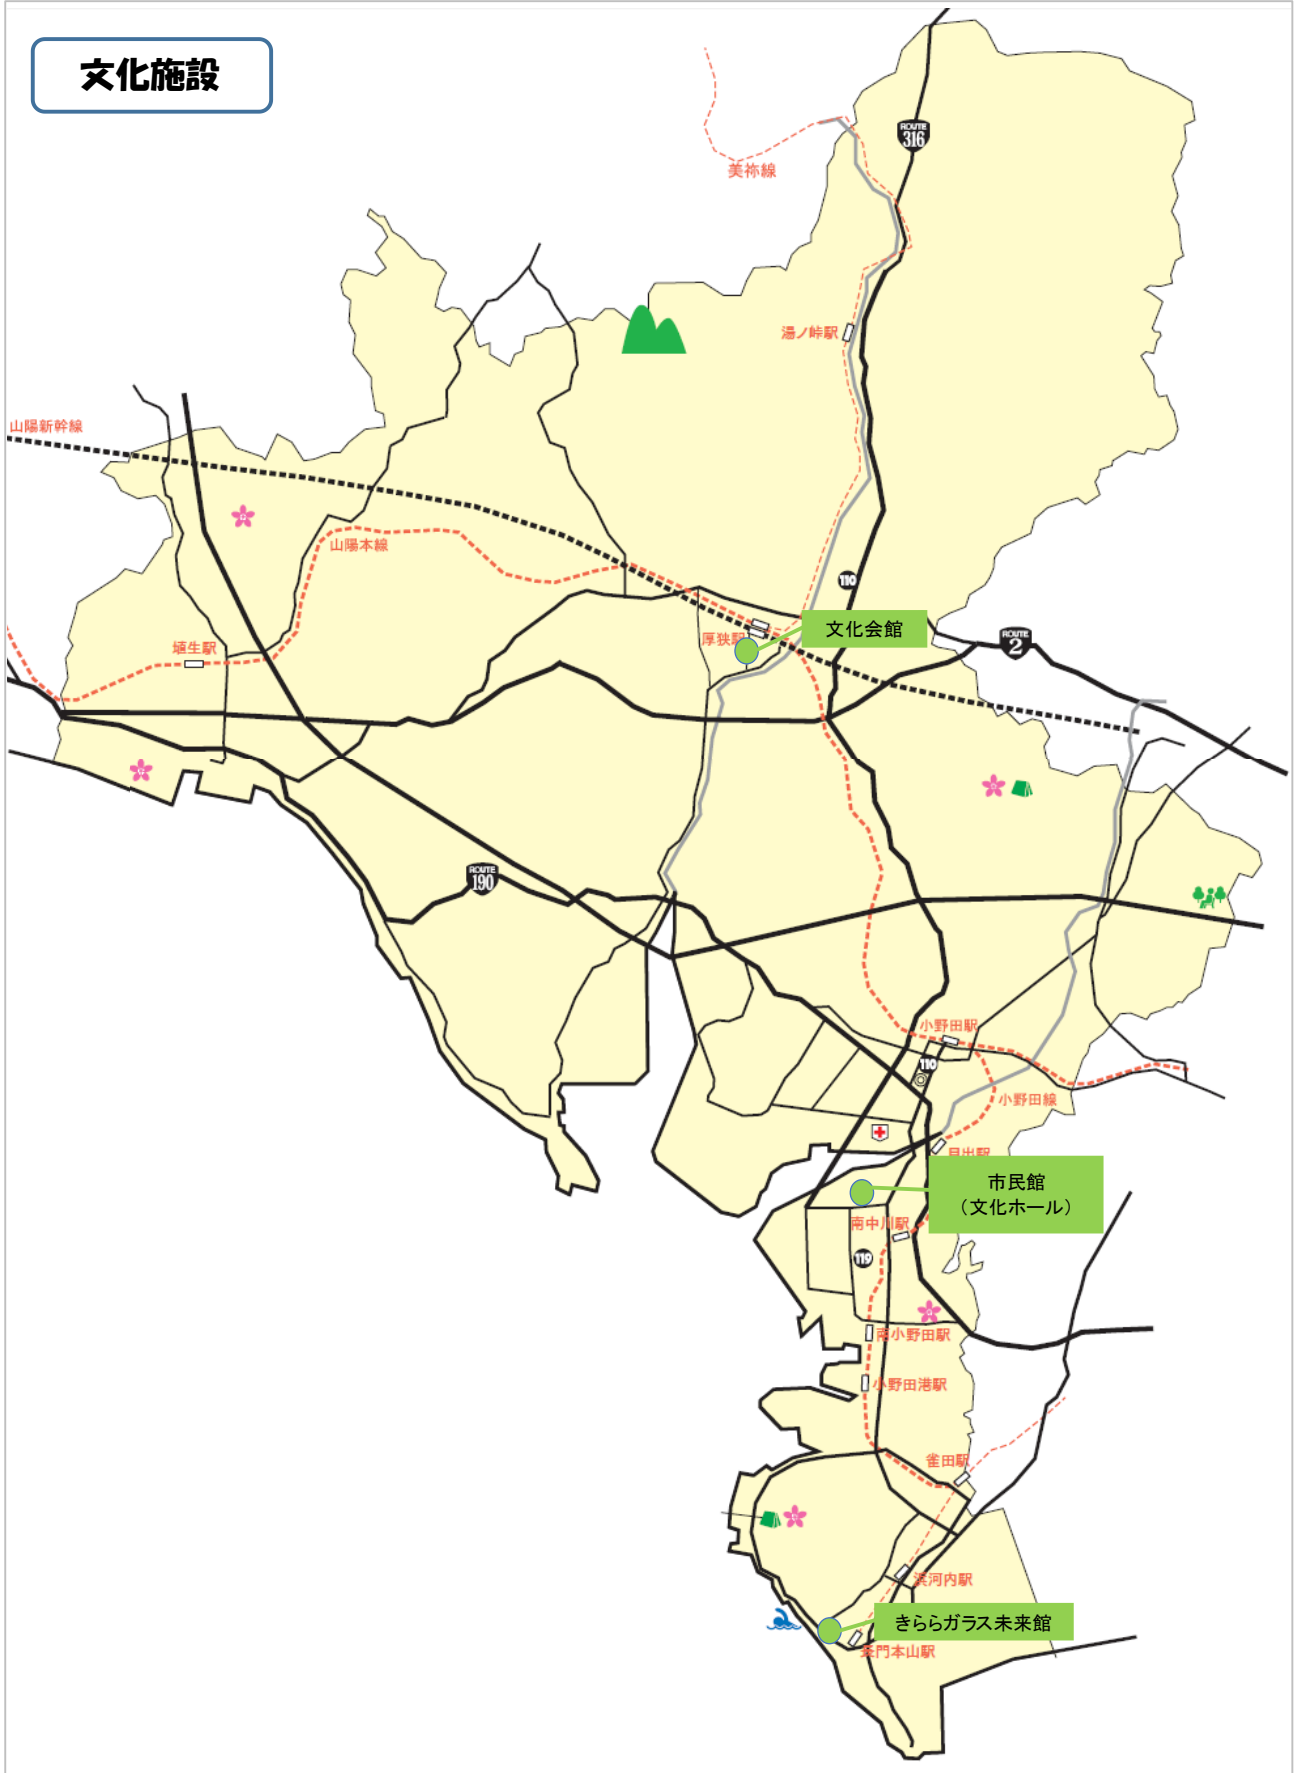 文化施設
ROUTE
316
美祢線
湯ノ峠駅
山陽新幹線
山陽本線
110
文化会館
厚狭駅
ROUTE
2
埴生駅
ROUTE
190
小野田駅
110
小野田線
目出駅
市民館
（文化ホール）
南中川駅
119
南小野田駅
小野田港駅
雀田駅
浜河内駅
きららガラス未来館
長門本山駅